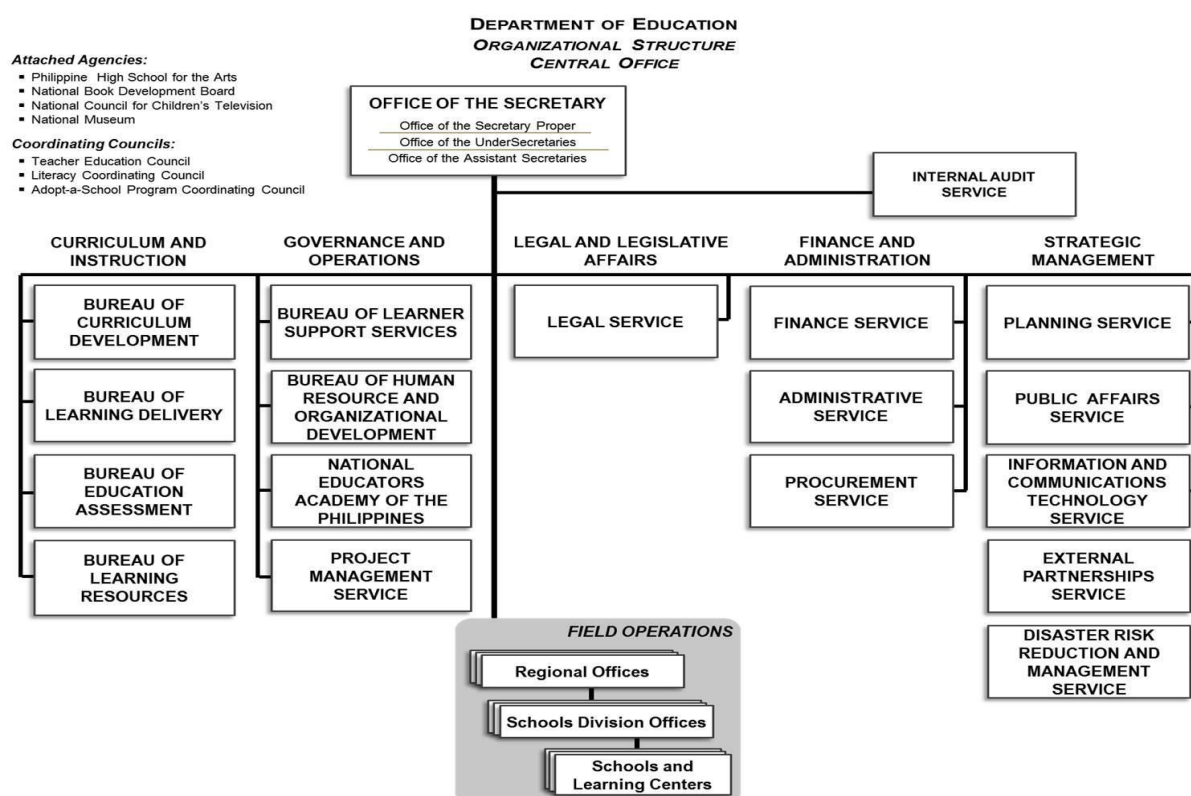 DEPARTMENT OF EDUCATION
ORGANIZATIONAL STRUCTURE
CENTRAL OFFICE
Attached Agencies:
▪ Philippine High School for the Arts
▪ National Book Development Board
▪ National Council for Children's Television
▪ National Museum
Coordinating Councils:
▪ Teacher Education Council
▪ Literacy Coordinating Council
▪ Adopt-a-School Program Coordinating Council
OFFICE OF THE SECRETARY
Office of the Secretary Proper
Office of the UnderSecretaries
Office of the Assistant Secretaries
INTERNAL AUDIT
SERVICE
CURRICULUM AND
INSTRUCTION
BUREAU OF
CURRICULUM
DEVELOPMENT
BUREAU OF
LEARNING DELIVERY
BUREAU OF
EDUCATION
ASSESSMENT
BUREAU OF
LEARNING
RESOURCES
GOVERNANCE AND
OPERATIONS
BUREAU OF LEARNER
SUPPORT SERVICES
BUREAU OF HUMAN
RESOURCE AND
ORGANIZATIONAL
DEVELOPMENT
NATIONAL
EDUCATORS
ACADEMY OF THE
PHILIPPINES
PROJECT
MANAGEMENT
SERVICE
LEGAL AND LEGISLATIVE
AFFAIRS
LEGAL SERVICE
FINANCE AND
ADMINISTRATION
FINANCE SERVICE
ADMINISTRATIVE
SERVICE
PROCUREMENT
SERVICE
STRATEGIC
MANAGEMENT
PLANNING SERVICE
PUBLIC AFFAIRS
SERVICE
INFORMATION AND
COMMUNICATIONS
TECHNOLOGY
SERVICE
EXTERNAL
PARTNERSHIPS
SERVICE
DISASTER RISK
REDUCTION AND
MANAGEMENT
SERVICE
FIELD OPERATIONS
Regional Offices
Schools Division Offices
Schools and
Learning Centers